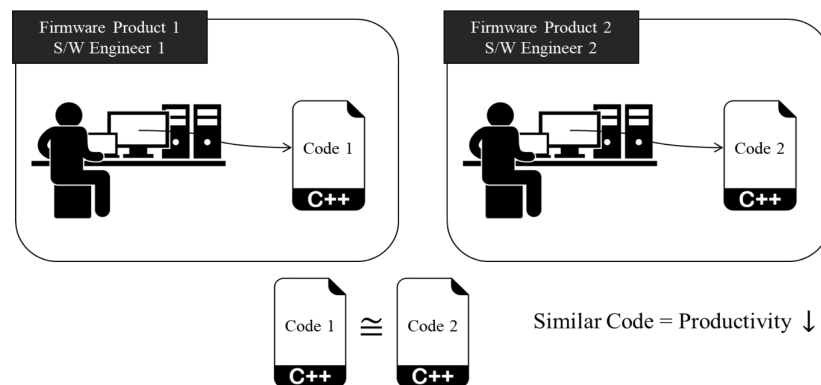 Firmware Product 1
S/W Engineer 1
Code 1
C++
Firmware Product 2
S/W Engineer 2
Code 2
C++
Code 1
C++
≅
Code 2
C++
Similar Code = Productivity ↓